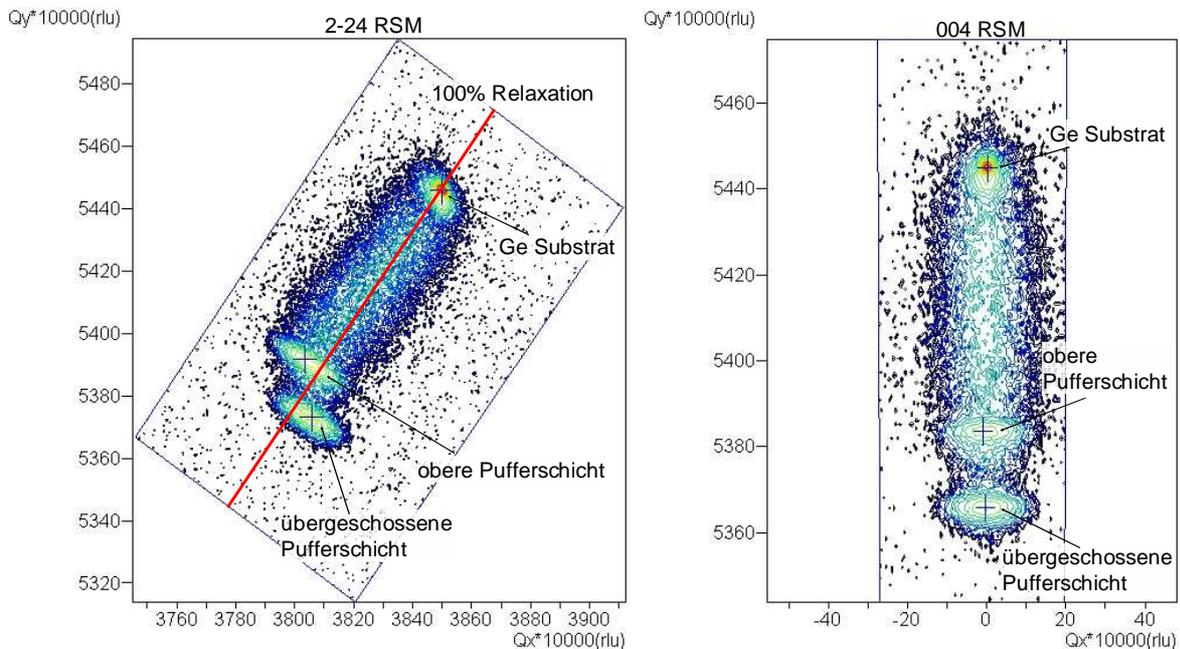 Qy*10000(rlu)
2-24 RSM
5480
5460
5440
5420
5400
5380
5360
5340
5320
100% Relaxation
Ge Substrat
obere Pufferschicht
übergeschossene
Pufferschicht
3760 3780 3800 3820 3840 3860 3880 3900
Qx*10000(rlu)
Qy*10000(rlu)
004 RSM
5460
5440
5420
5400
5380
5360
Ge Substrat
obere
Pufferschicht
übergeschossene
Pufferschicht
-40 -20 0 20 40
Qx*10000(rlu)